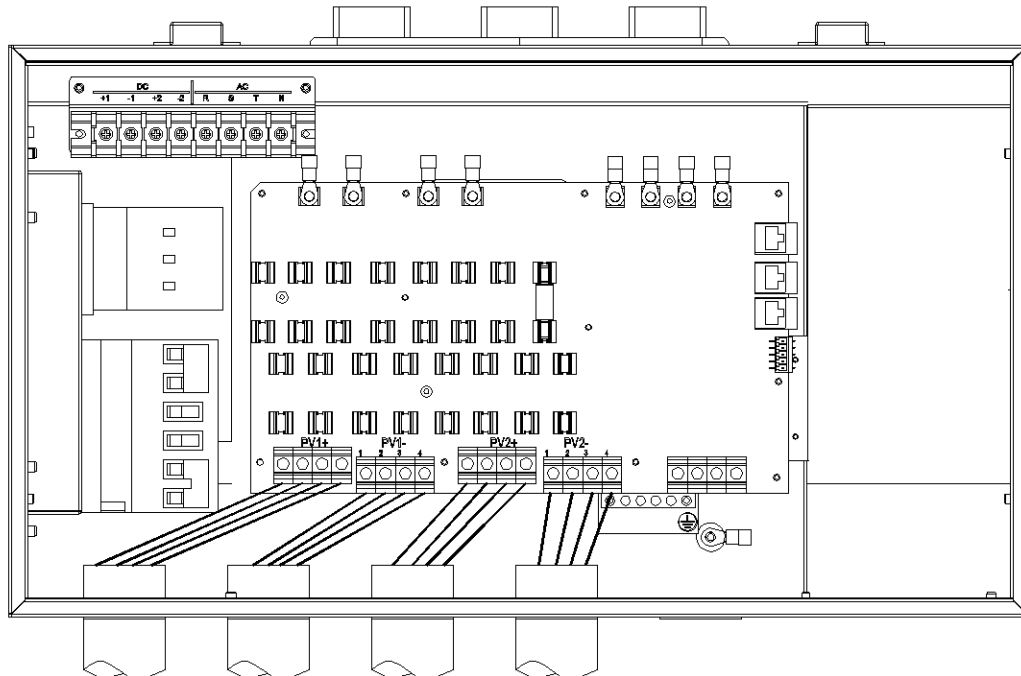 DC AC
+1 -1 +2 -2 R S T N
PV1+ PV1- PV2+ PV2-
1 2 3 4 1 2 3 4